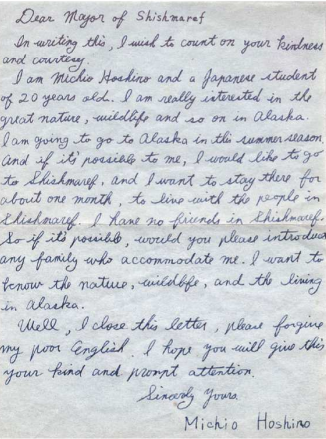 Dear Mayor of Shishmaref
In writing this, I wish to count on your kindness
and courtesy.
I am Michio Hoshino and a Japanese student
of 20 years old. I am really interested in the
great nature, wildlife and so on in Alaska.
I am going to go to Alaska in this summer season.
And if it's possible to me, I would like to go
to Shishmaref, and I want to stay there for
about one month, to live with the people in
Shishmaref. I have no friends in Shishmaref.
So if it's possible, would you please introduce
any family who accommodate me. I want to
know the nature, wildlife, and the living
in Alaska.
Well, I close this letter, please forgive
my poor English. I hope you will give this
your kind and prompt attention.
Sincerely Yours
Michio Hoshino